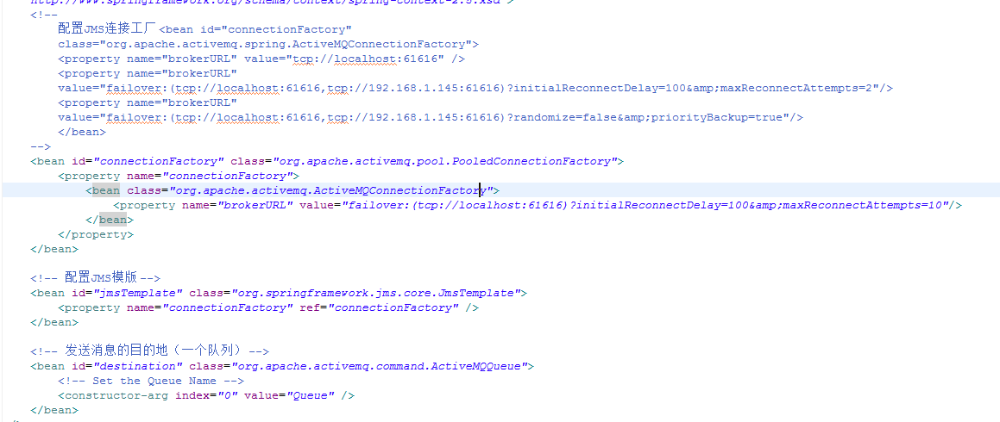 http://www.springframework.org/schema/context/spring-context-2.5.xsd">
<!--
配置JMS连接工厂<bean id="connectionFactory"
class="org.apache.activemq.spring.ActiveMQConnectionFactory">
<property name="brokerURL" value="tcp://localhost:61616" />
<property name="brokerURL"
value="failover:(tcp://localhost:61616,tcp://192.168.1.145:61616)?initialReconnectDelay=100&amp;maxReconnectAttempts=2"/>
<property name="brokerURL"
value="failover:(tcp://localhost:61616,tcp://192.168.1.145:61616)?randomize=false&amp;priorityBackup=true"/>
</bean>
-->
<bean id="connectionFactory" class="org.apache.activemq.pool.PooledConnectionFactory">
<property name="connectionFactory">
<bean class="org.apache.activemq.ActiveMQConnectionFactory">
<property name="brokerURL" value="failover:(tcp://localhost:61616)?initialReconnectDelay=100&amp;maxReconnectAttempts=10"/>
</bean>
</property>
</bean>
<!-- 配置JMS模版 -->
<bean id="jmsTemplate" class="org.springframework.jms.core.JmsTemplate">
<property name="connectionFactory" ref="connectionFactory" />
</bean>
<!-- 发送消息的目的地（一个队列） -->
<bean id="destination" class="org.apache.activemq.command.ActiveMQQueue">
<!-- Set the Queue Name -->
<constructor-arg index="0" value="Queue" />
</bean>